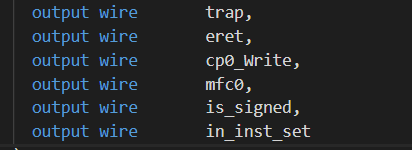 output wire trap,
output wire eret,
output wire cp0_Write,
output wire mfc0,
output wire is_signed,
output wire in_inst_set